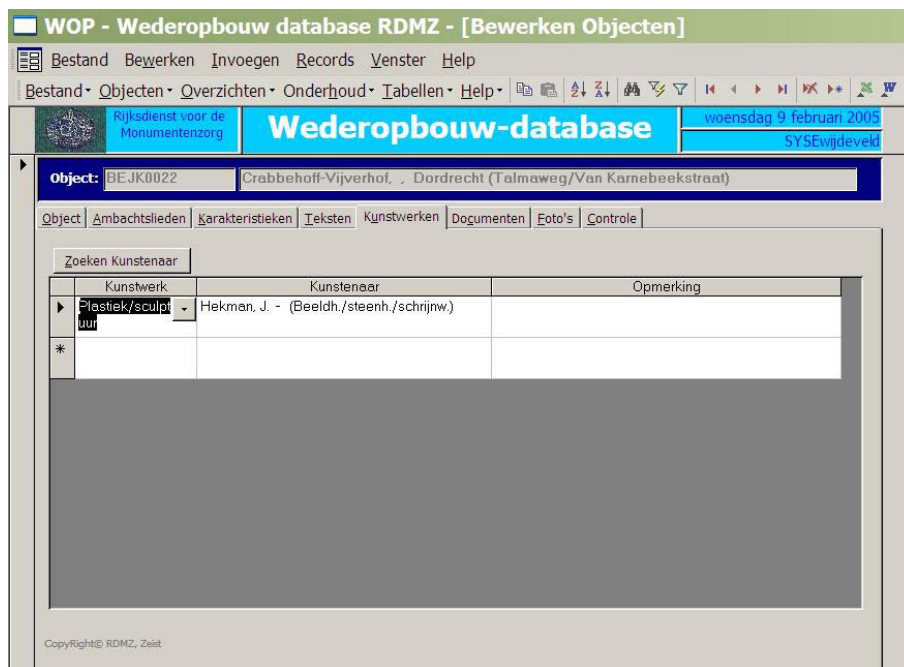 WOP - Wederopbouw database RDMZ - [Bewerken Objecten]
Bestand Bewerken Invoegen Records Venster Help
Bestand Objecten Overzichten Onderhoud Tabellen Help
Rijksdienst voor de
Monumentenzorg
Wederopbouw-database
woensdag 9 februari 2005
SYSEwijdeveld
Object: BEJK0022 Crabbehoff-Vijverhof, , Dordrecht (Talmaweg/Van Karnebeekstraat)
Object Ambachtslieden Karakteristieken Teksten Kunstwerken Documenten Foto's Controle
Zoeken Kunstenaar
Kunstwerk Kunstenaar Opmerking
Plastiek/sculpt Hekman, J. - (Beeldh./steenh./schrijnw.)
uur
CopyRight© RDMZ, Zeist